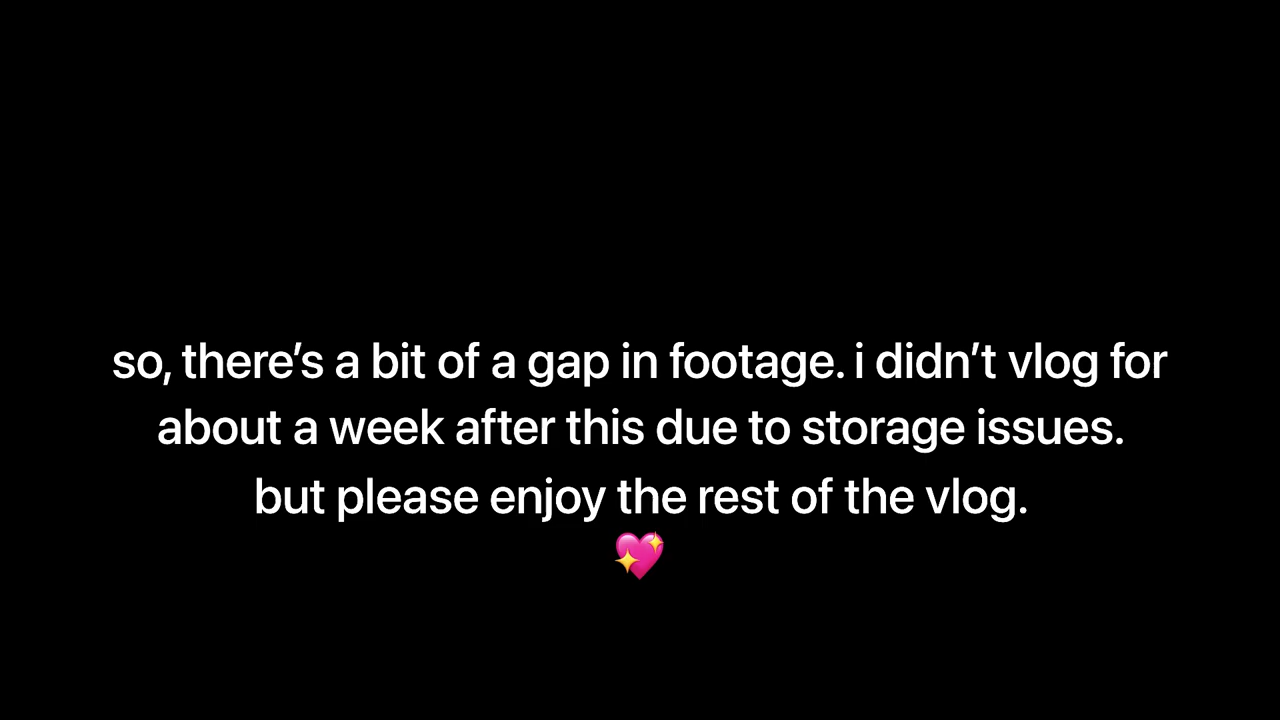 so, there’s a bit of a gap in footage. i didn’t vlog for
about a week after this due to storage issues.
but please enjoy the rest of the vlog.
💖